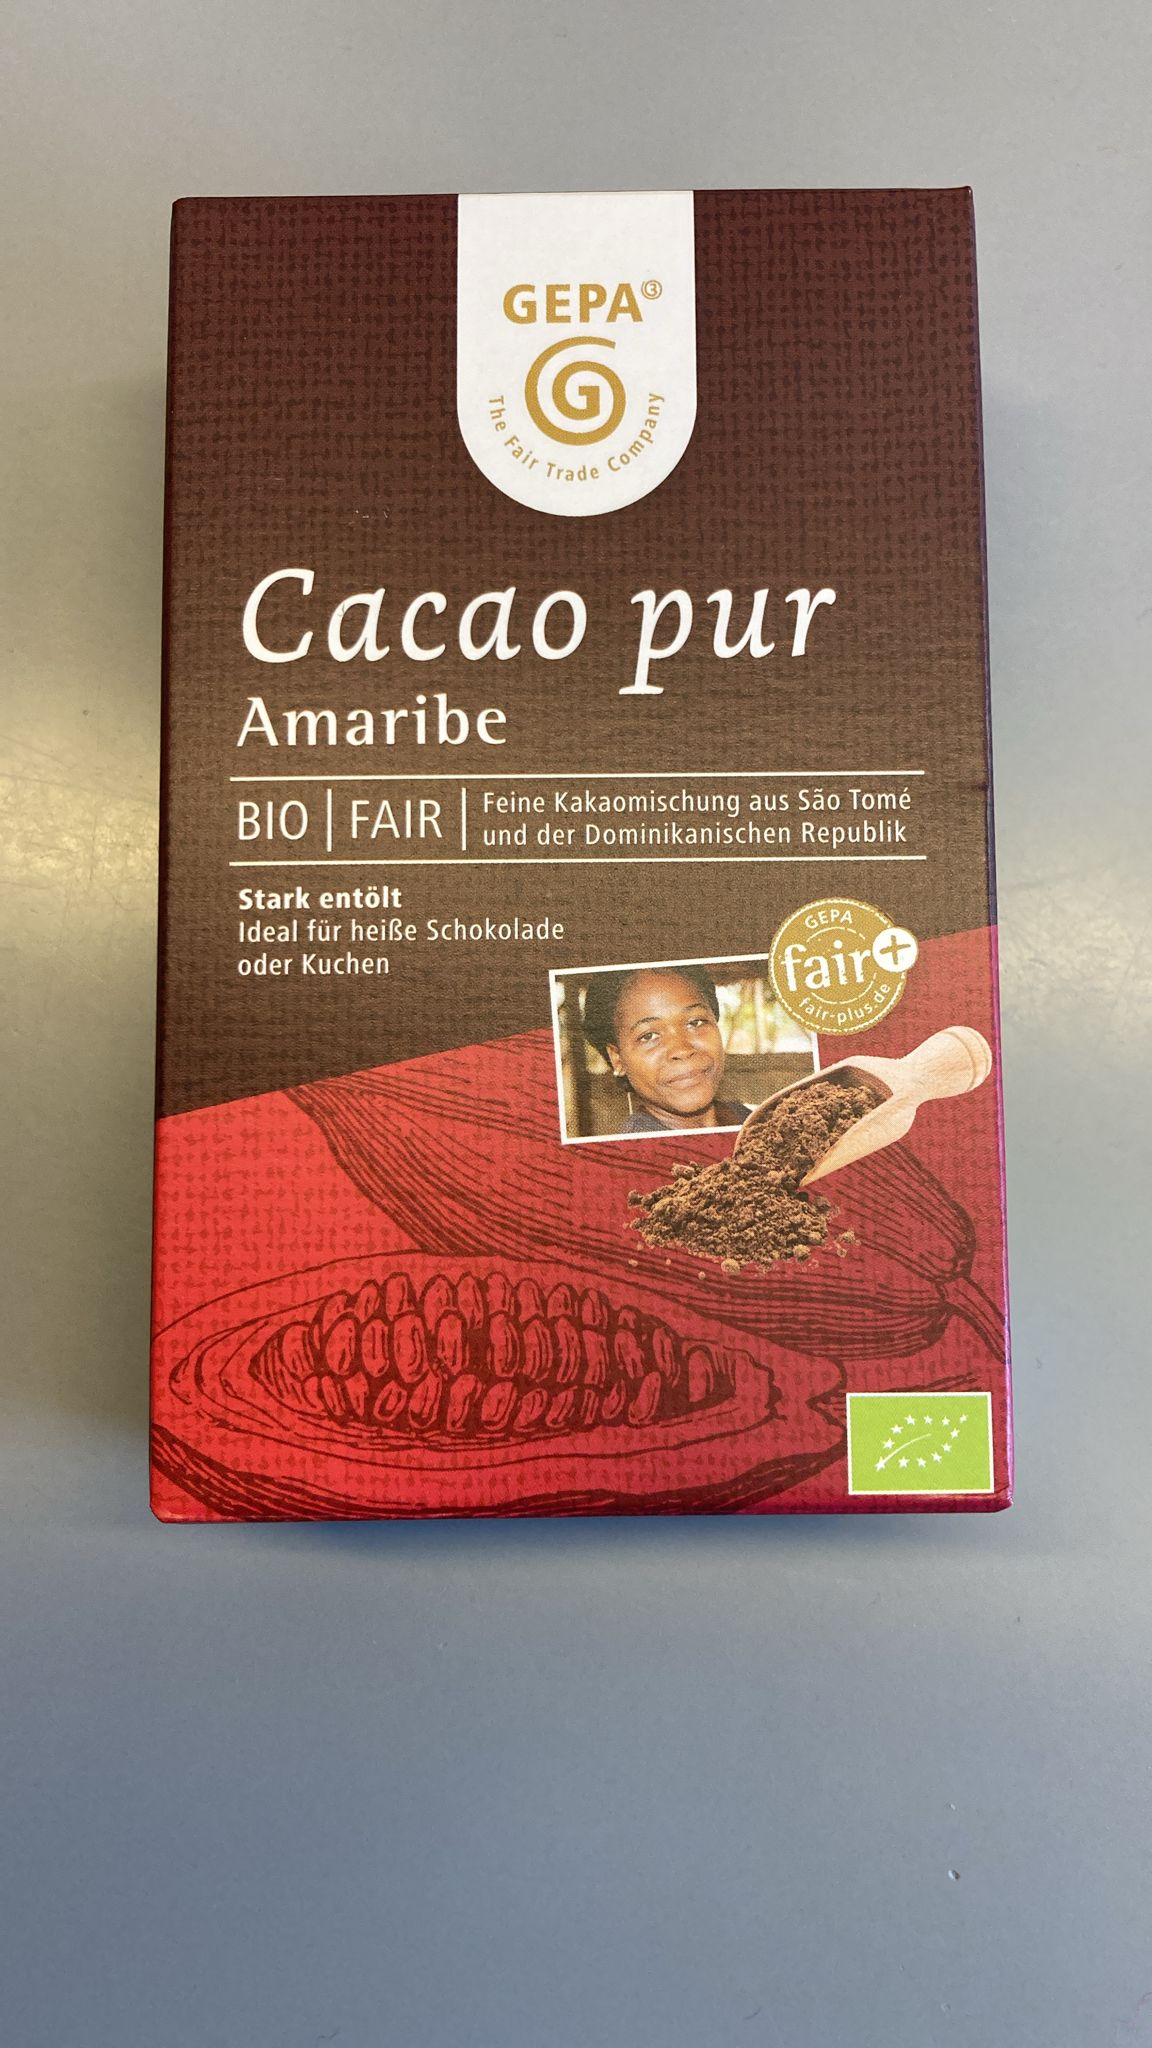 GEPA③
G
The Fair Trade Company
Cacao pur
Amaribe
BIO | FAIR | Feine Kakaomischung aus São Tomé
und der Dominikanischen Republik
Stark entölt
Ideal für heiße Schokolade
oder Kuchen
GEPA
fair+
fair-plus.de